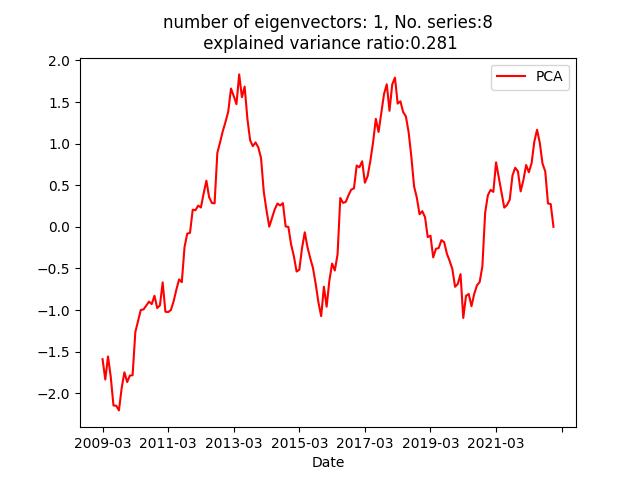 number of eigenvectors: 1, No. series:8
explained variance ratio:0.281
PCA
2.0
1.5
1.0
0.5
0.0
−0.5
−1.0
−1.5
−2.0
2009-03 2011-03 2013-03 2015-03 2017-03 2019-03 2021-03
Date